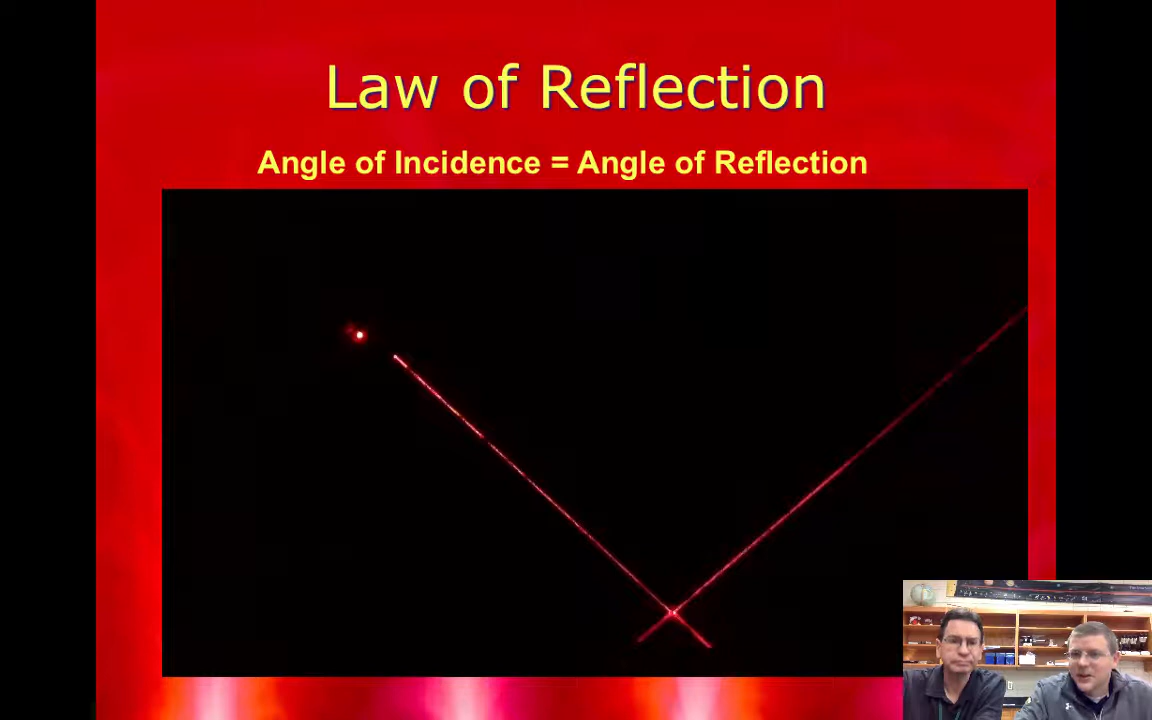 Law of Reflection
Angle of Incidence = Angle of Reflection